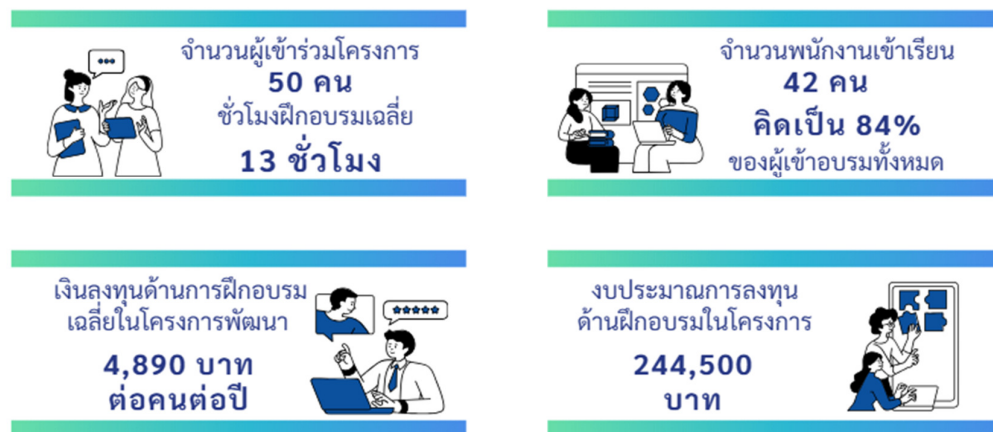 จำนวนผู้เข้าร่วมโครงการ
50 คน
ชั่วโมงฝึกอบรมเฉลี่ย
13 ชั่วโมง
จำนวนพนักงานเข้าเรียน
42 คน
คิดเป็น 84%
ของผู้เข้าอบรมทั้งหมด
เงินลงทุนด้านการฝึกอบรม
เฉลี่ยในโครงการพัฒนา
4,890 บาท
ต่อคนต่อปี
งบประมาณการลงทุน
ด้านฝึกอบรมในโครงการ
244,500
บาท